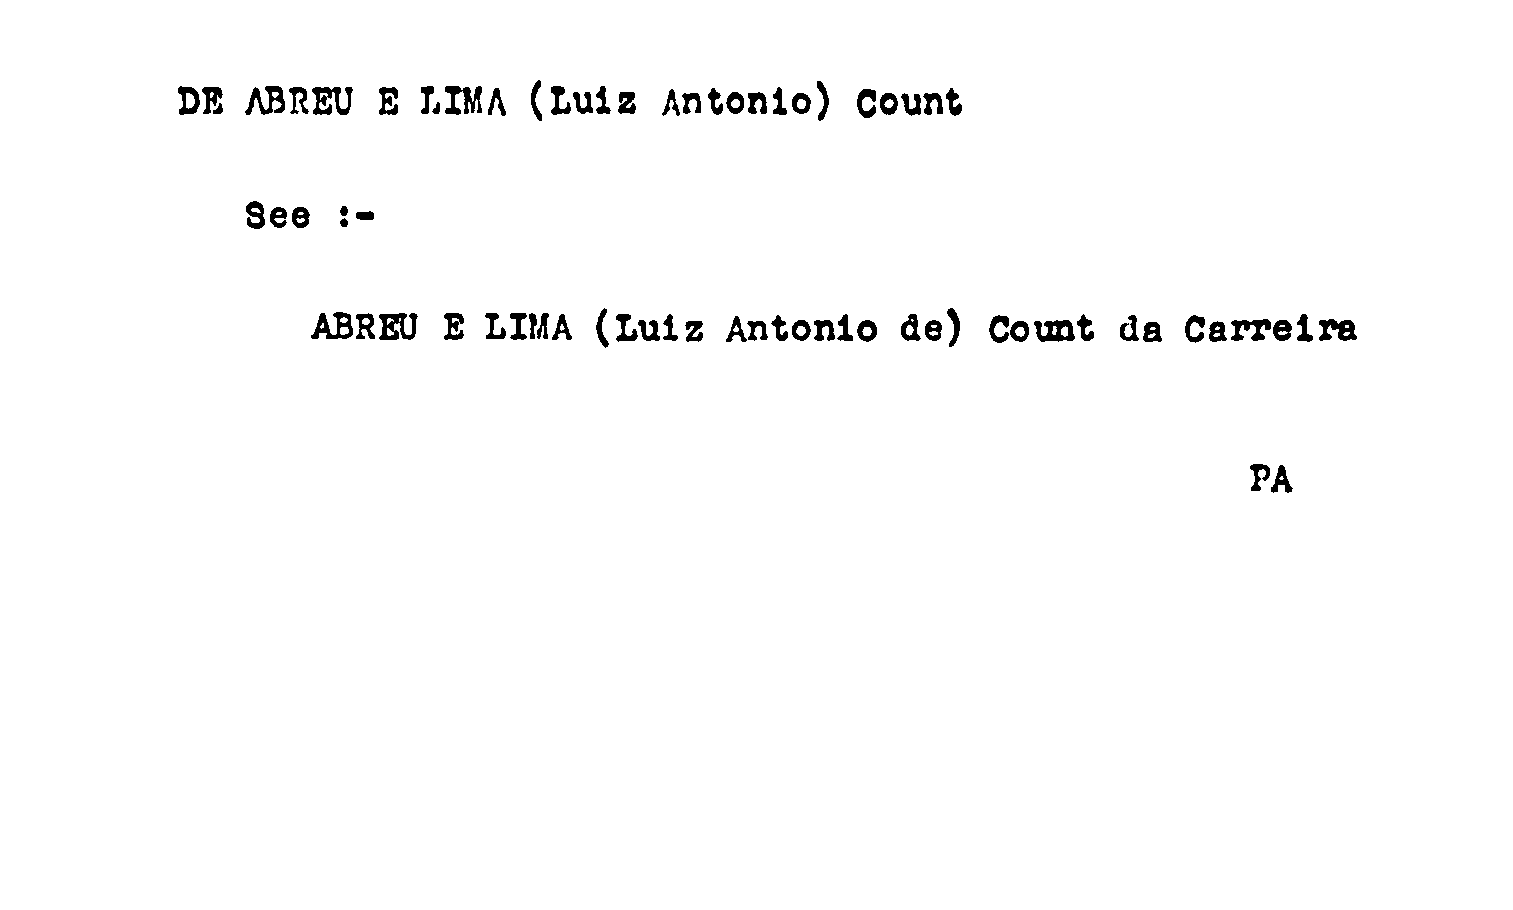 DE ABREU E LIMA (Luiz Antonio) Count
See :-
ABREU E LIMA (Luiz Antonio de) Count da Carreira
PA